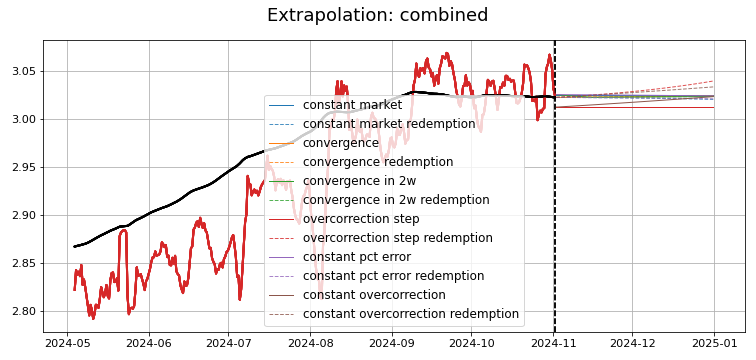 Extrapolation: combined
3.05
3.00
2.95
2.90
2.85
2.80
constant market
constant market redemption
convergence
convergence redemption
convergence in 2w
convergence in 2w redemption
overcorrection step
overcorrection step redemption
constant pct error
constant pct error redemption
constant overcorrection
constant overcorrection redemption
2024-05 2024-06 2024-07 2024-08 2024-09 2024-10 2024-11 2024-12 2025-01